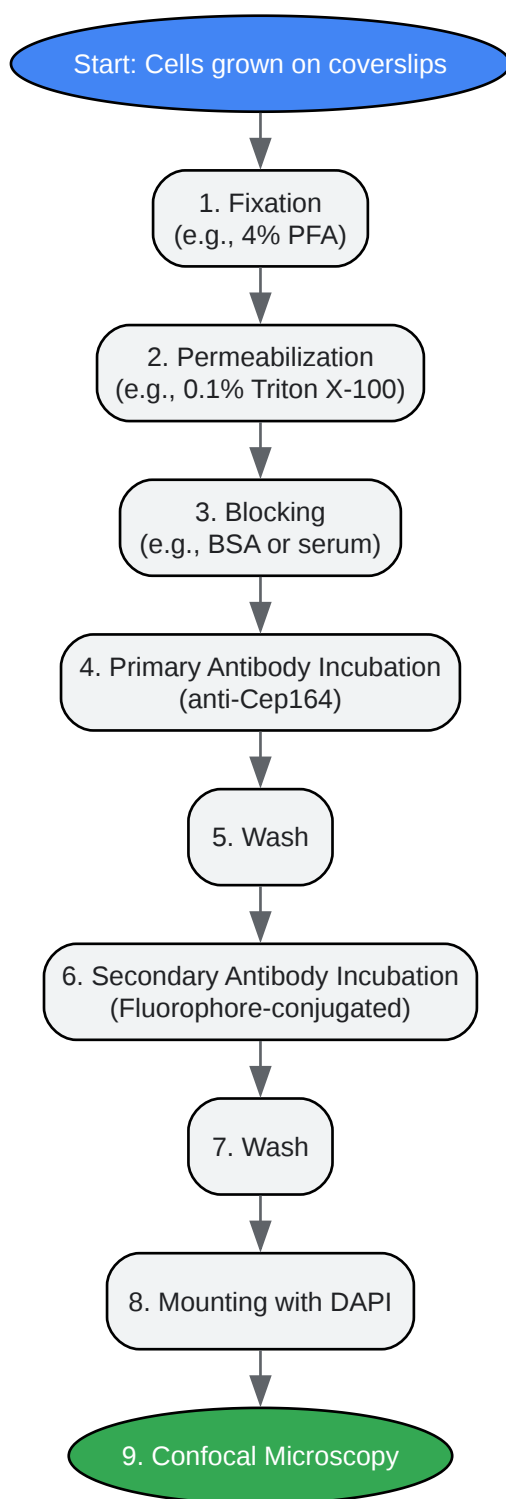 Start: Cells grown on coverslips
1. Fixation
(e.g., 4% PFA)
2. Permeabilization
(e.g., 0.1% Triton X-100)
3. Blocking
(e.g., BSA or serum)
4. Primary Antibody Incubation
(anti-Cep164)
5. Wash
6. Secondary Antibody Incubation
(Fluorophore-conjugated)
7. Wash
8. Mounting with DAPI
9. Confocal Microscopy